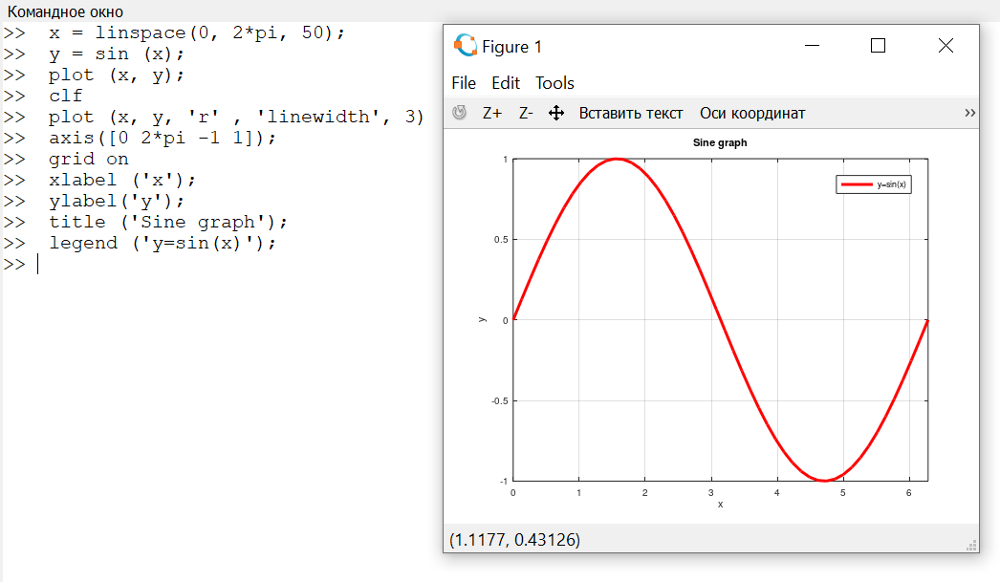 Командное окно
>> x = linspace(0, 2*pi, 50);
>> y = sin (x);
>> plot (x, y);
>> clf
>> plot (x, y, 'r' , 'linewidth', 3)
>> axis([0 2*pi -1 1]);
>> grid on
>> xlabel ('x');
>> ylabel('y');
>> title ('Sine graph');
>> legend ('y=sin(x)');
>>
Figure 1
File Edit Tools
Z+ Z- Вставить текст Оси координат »
Sine graph
y=sin(x)
1
0.5
0
-0.5
-1
y
0 1 2 3 4 5 6
x
(1.1177, 0.43126)